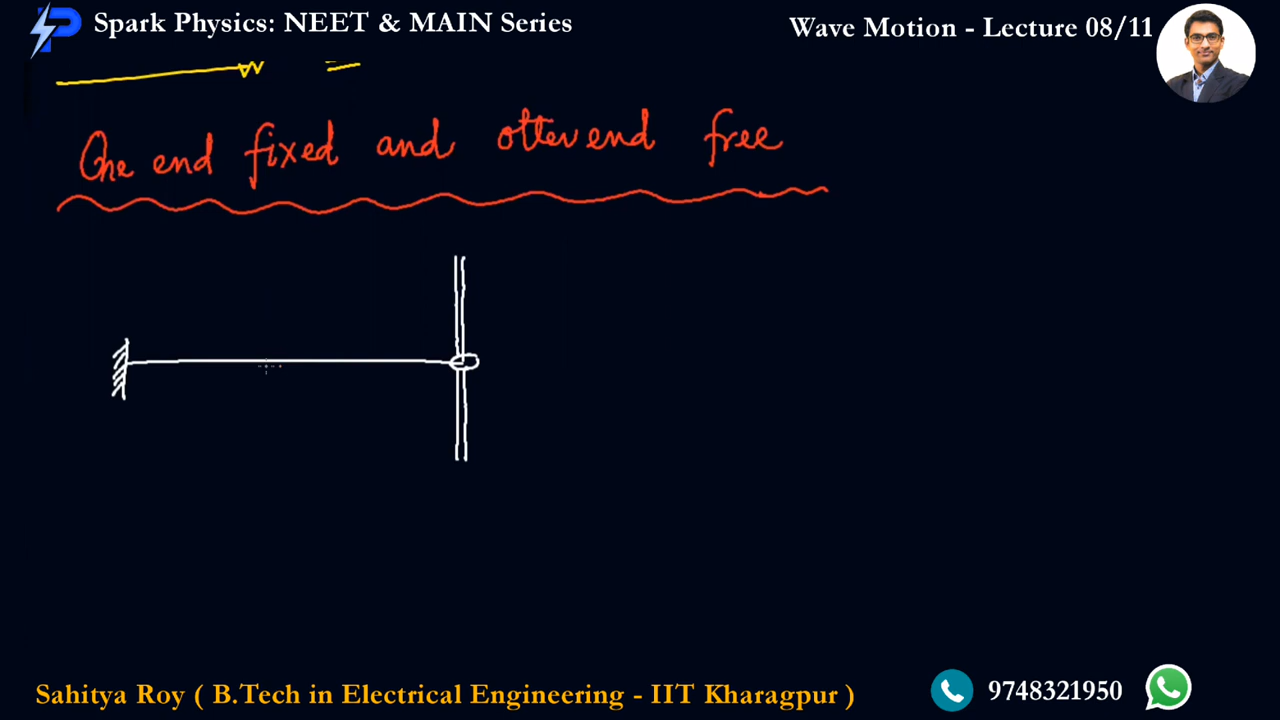 Spark Physics: NEET & MAIN Series
Wave Motion - Lecture 08/11
One end fixed and other end free
Sahitya Roy ( B.Tech in Electrical Engineering - IIT Kharagpur )
9748321950